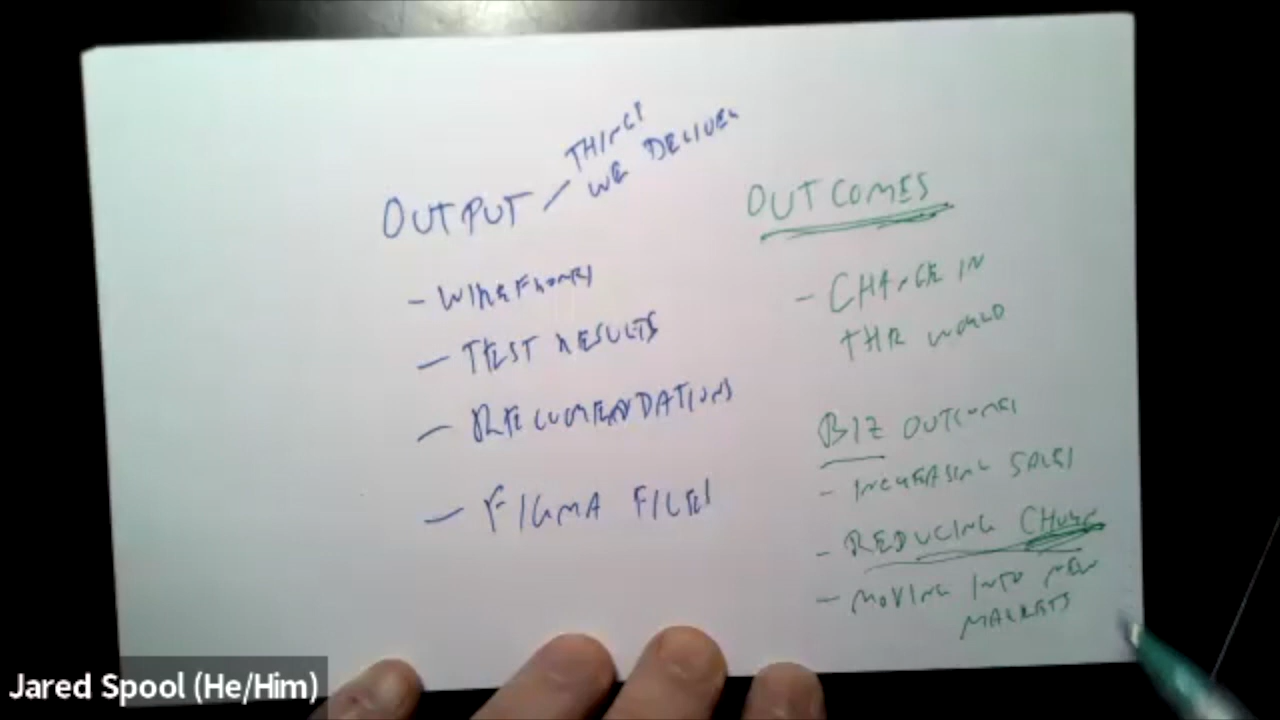 THINGS
WE DELIVER
OUTPUT
- WIREFRAMES
- TEST RESULTS
- RECOMENDATIONS
- FIGMA FILES
OUTCOMES
- CHANGE IN
THE WORLD
BIZ OUTCOMES
- INCREASING SALES
- REDUCING CHURN
- MOVING INTO NEW
MARKETS
Jared Spool (He/Him)